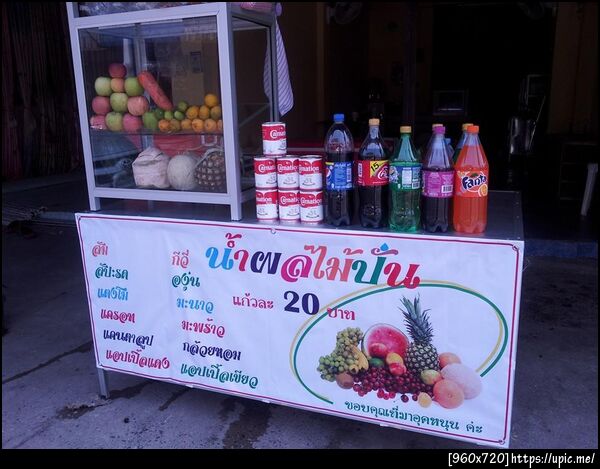 Carnation
Carnation Carnation
Carnation Carnation
Fanta
น้ำผลไม้ปั่น
แก้วละ 20 บาท
ส้ม
สัปะรด
แตงโม
แครอท
แคนตาลูป
แอปเปิ้ลแดง
กีวี่
องุ่น
มะนาว
มะพร้าว
กล้วยหอม
แอปเปิ้ลเขียว
ขอบคุณที่มาอุดหนุน ค่ะ
[960x720]https://upic.me/